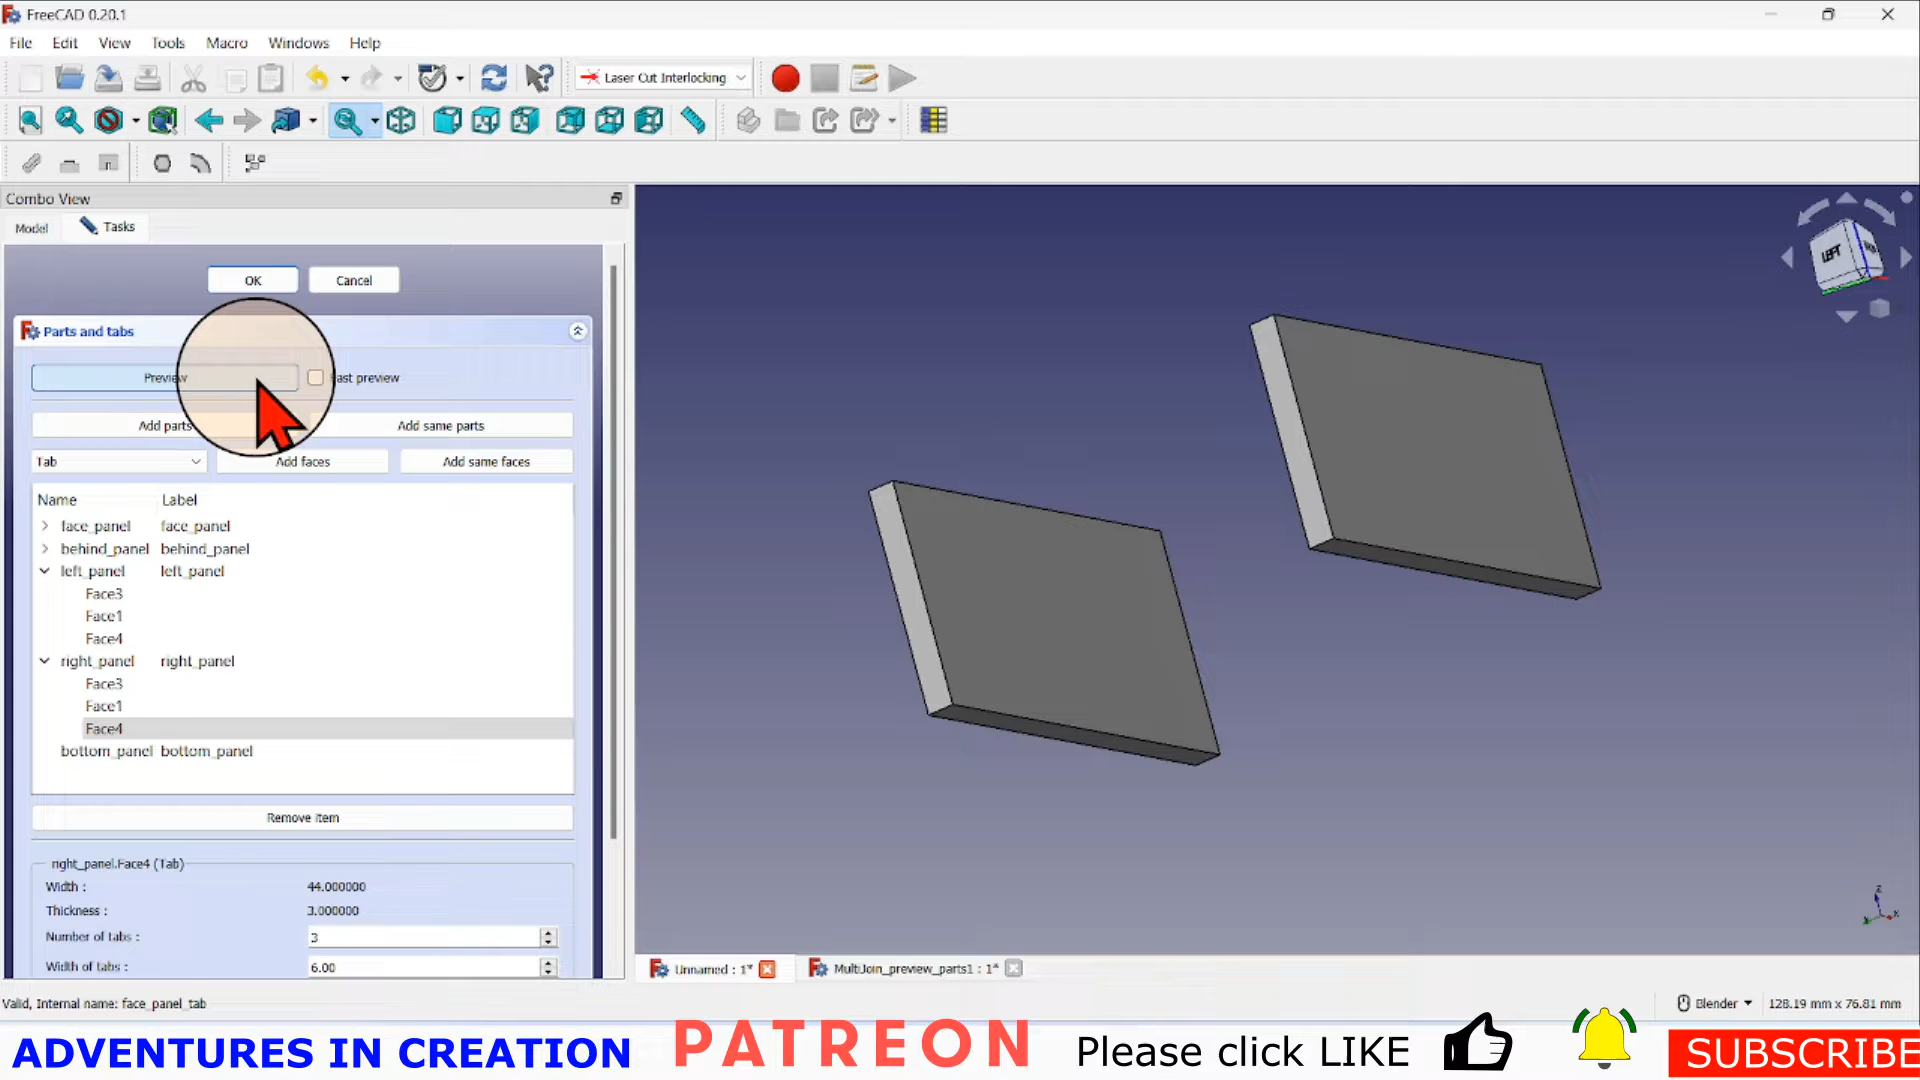 FreeCAD 0.20.1
File Edit View Tools Macro Windows Help
Laser Cut Interlocking
Combo View
Model Tasks
OK Cancel
Parts and tabs
Preview ast preview
Add parts Add same parts
Tab Add faces Add same faces
Name Label
face_panel face_panel
behind_panel behind_panel
left_panel left_panel
Face3
Face1
Face4
right_panel right_panel
Face3
Face1
Face4
bottom_panel bottom_panel
Remove item
right_panel.Face4 (Tab)
Width : 44.000000
Thickness : 3.000000
Number of tabs : 3
Width of tabs : 6.00
LEFT
Z
Unnamed : 1* MultiJoin_preview_parts1 : 1*
Valid, Internal name: face_panel_tab
Blender 128.19 mm x 76.81 mm
ADVENTURES IN CREATION PATREON Please click LIKE SUBSCRIBE